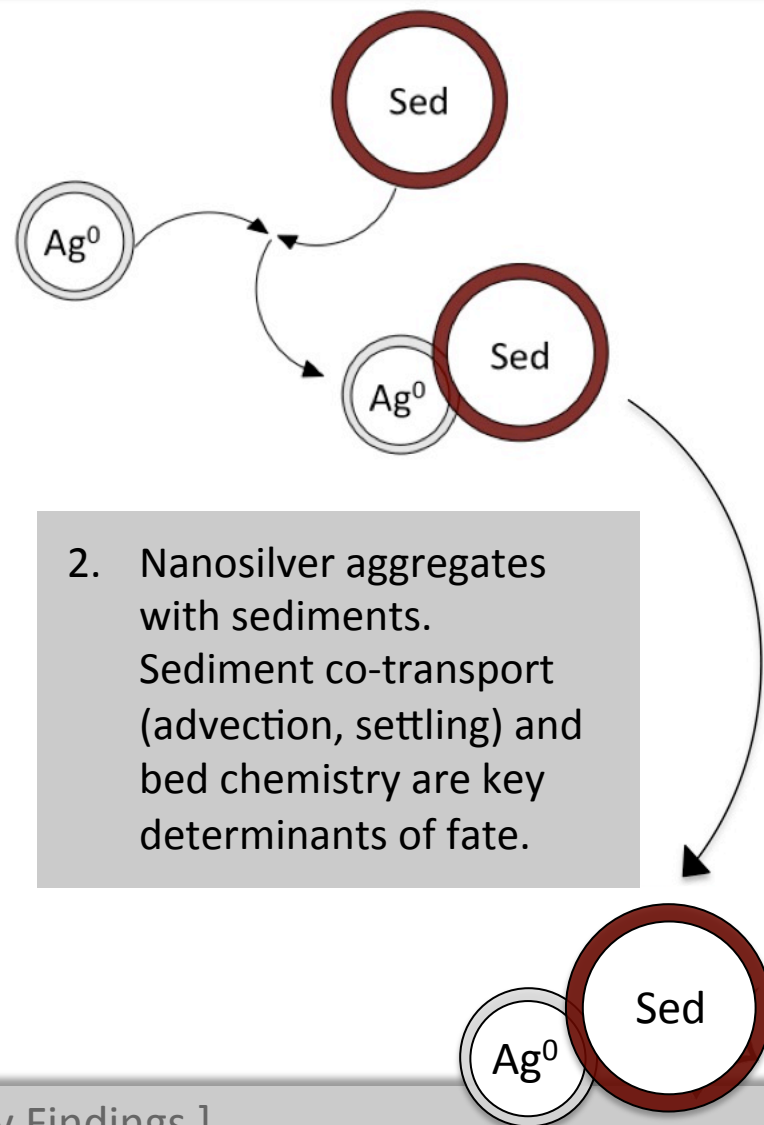 Sed
Ag⁰
Sed
Ag⁰
2. Nanosilver aggregates
with sediments.
Sediment co-transport
(advection, settling) and
bed chemistry are key
determinants of fate.
Sed
Ag⁰
Findings ]